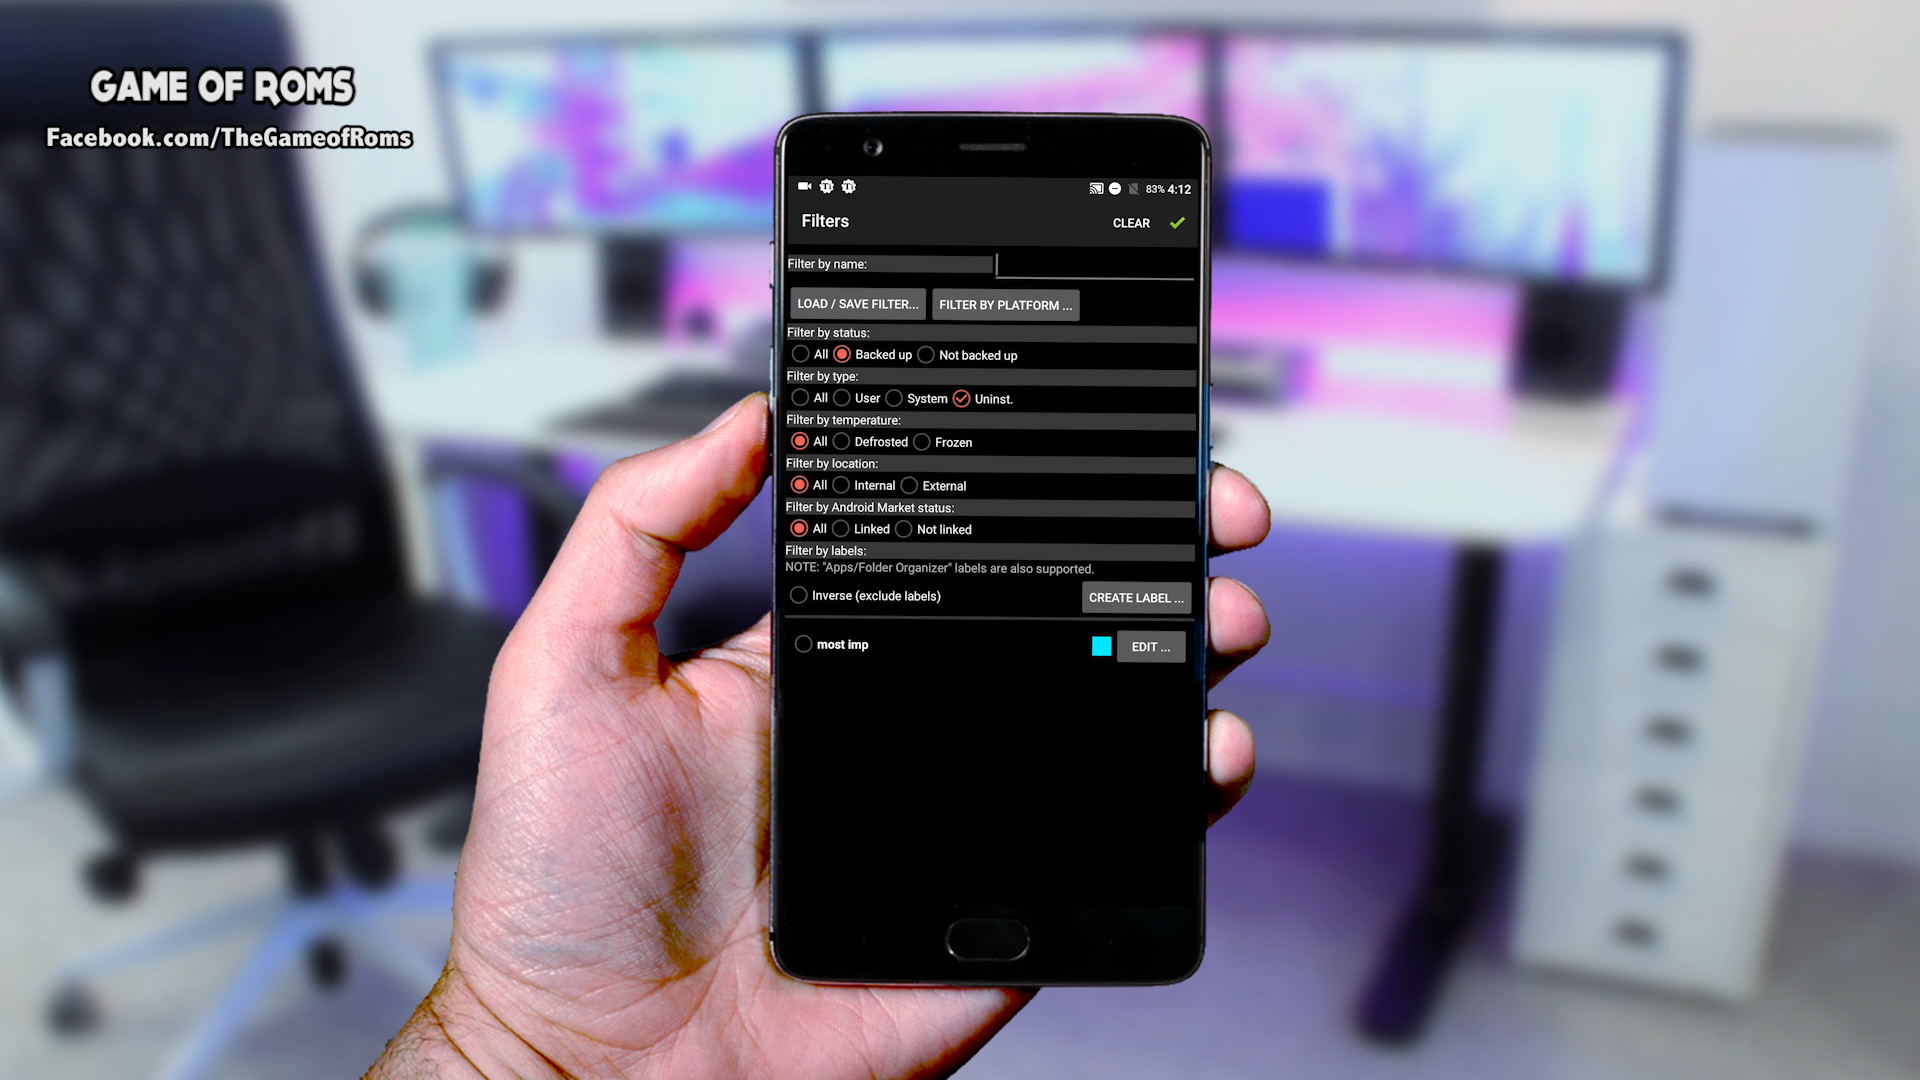 GAME OF ROMS
Facebook.com/TheGameofRoms
83% 4:12
Filters
CLEAR
Filter by name:
LOAD / SAVE FILTER...
FILTER BY PLATFORM ...
Filter by status:
All Backed up Not backed up
Filter by type:
All User System Uninst.
Filter by temperature:
All Defrosted Frozen
Filter by location:
All Internal External
Filter by Android Market status:
All Linked Not linked
Filter by labels:
NOTE: "Apps/Folder Organizer" labels are also supported.
Inverse (exclude labels)
CREATE LABEL ...
most imp
EDIT ...